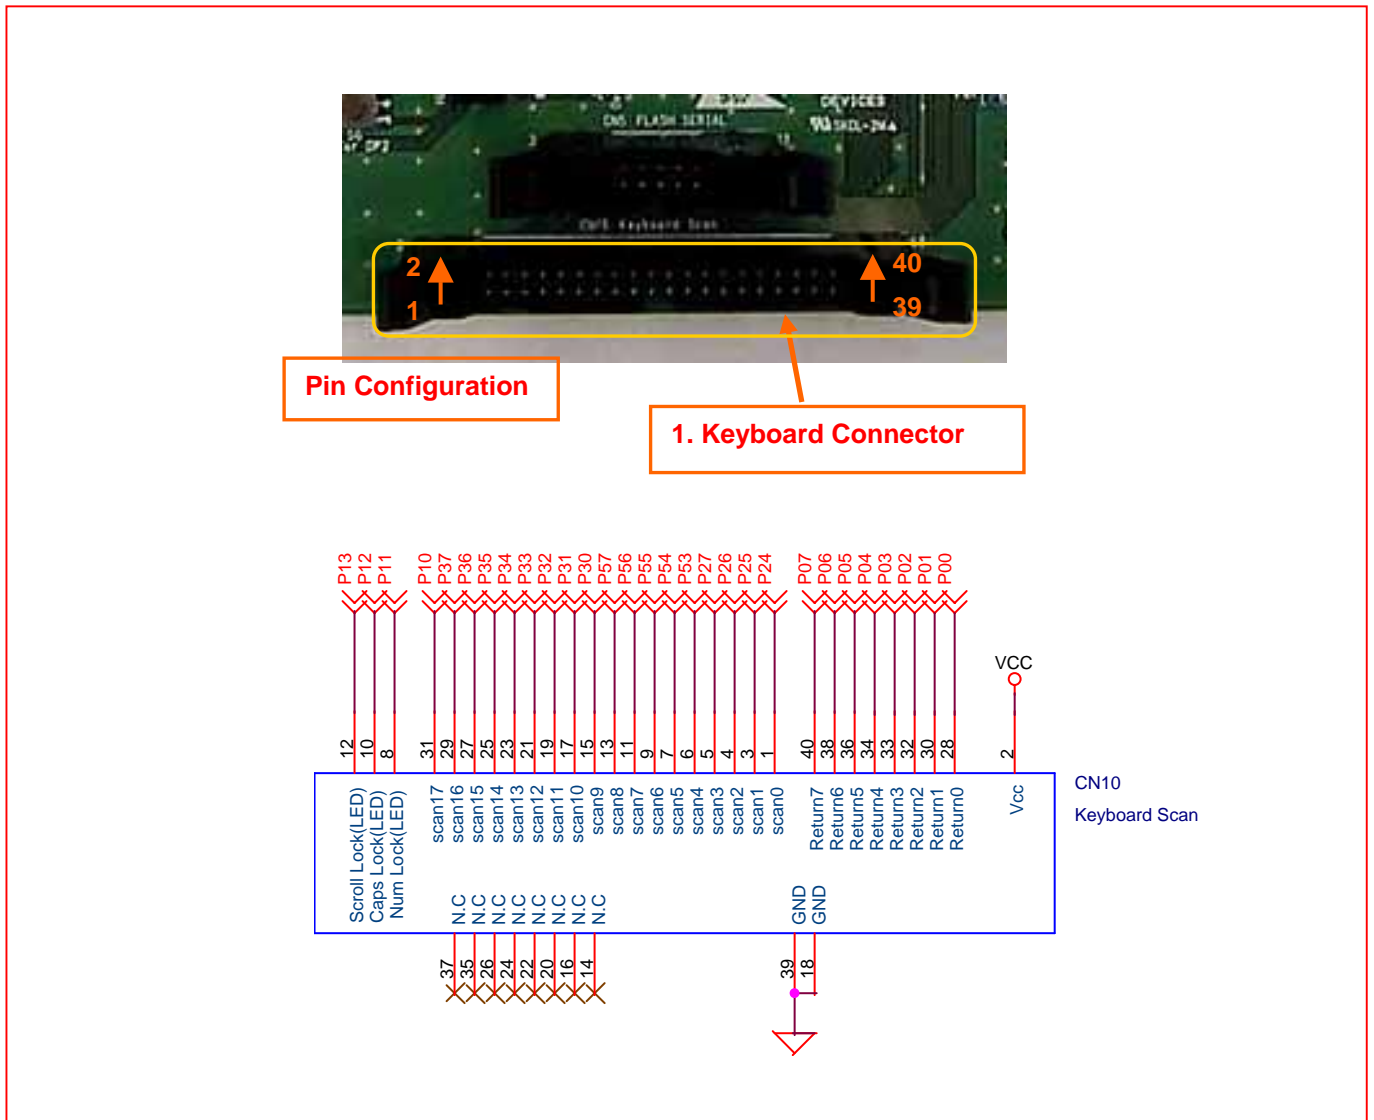 DEVICES
CN5 FLASH SERIAL
2
40
1
39
Pin Configuration
1. Keyboard Connector
P13 P12 P11 P10 P37 P36 P35 P34 P33 P32 P31 P30 P57 P56 P55 P54 P53 P27 P26 P25 P24 P07 P06 P05 P04 P03 P02 P01 P00
VCC
12 10 8 31 29 27 25 23 21 19 17 15 13 11 9 7 6 5 4 3 1 40 38 36 34 33 32 30 28 2
CN10
Keyboard Scan
Scroll Lock(LED) Caps Lock(LED) Num Lock(LED) scan17 scan16 scan15 scan14 scan13 scan12 scan11 scan10 scan9 scan8 scan7 scan6 scan5 scan4 scan3 scan2 scan1 scan0 Return7 Return6 Return5 Return4 Return3 Return2 Return1 Return0 Vcc
N.C N.C N.C N.C N.C N.C N.C N.C GND GND
37 35 26 24 22 20 16 14 39 18